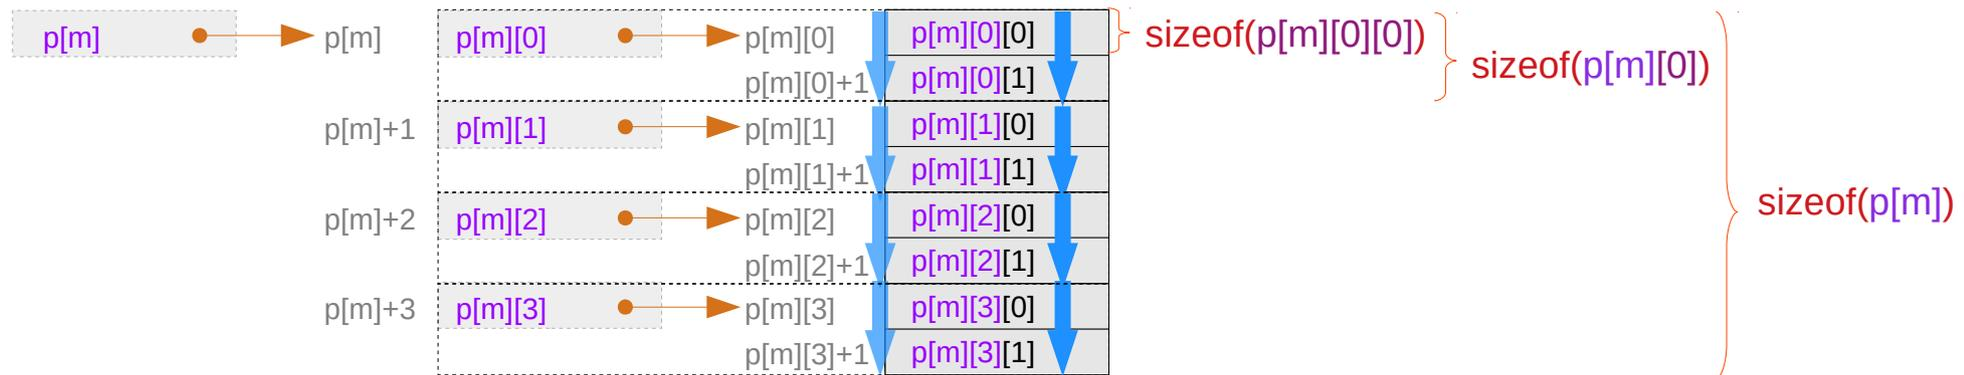 p[m] p[m] p[m][0] p[m][0] p[m][0][0] sizeof(p[m][0][0])
p[m][0]+1 p[m][0][1] sizeof(p[m][0])
p[m]+1 p[m][1] p[m][1] p[m][1][0]
p[m][1]+1 p[m][1][1]
p[m]+2 p[m][2] p[m][2] p[m][2][0] sizeof(p[m])
p[m][2]+1 p[m][2][1]
p[m]+3 p[m][3] p[m][3] p[m][3][0]
p[m][3]+1 p[m][3][1]